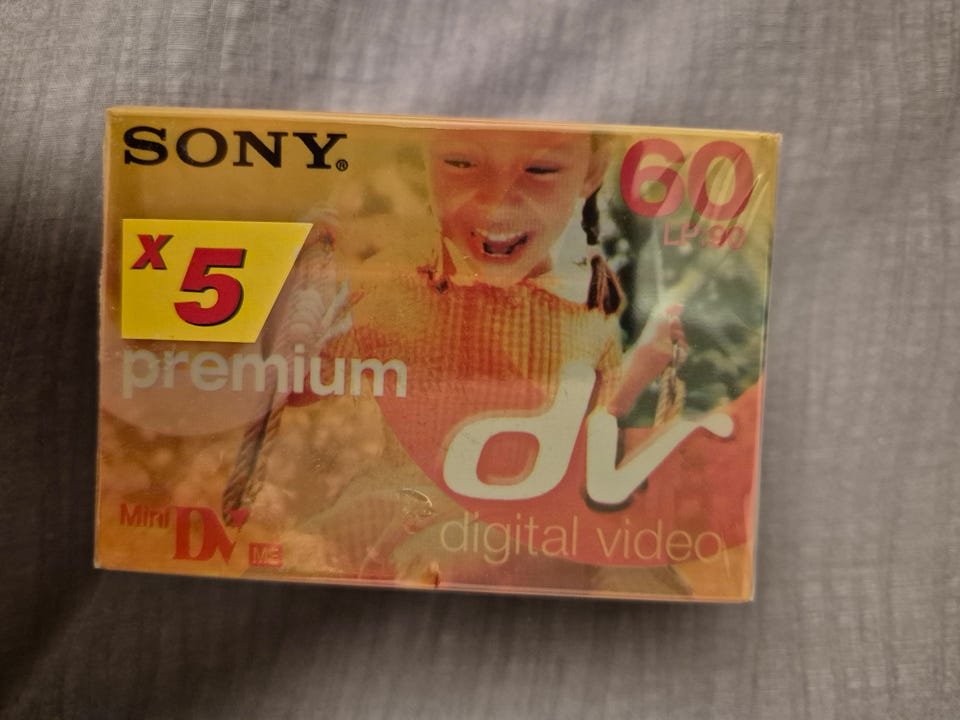 SONY®
60
LP:90
x5
premium
dv
digital video
Mini DV ME